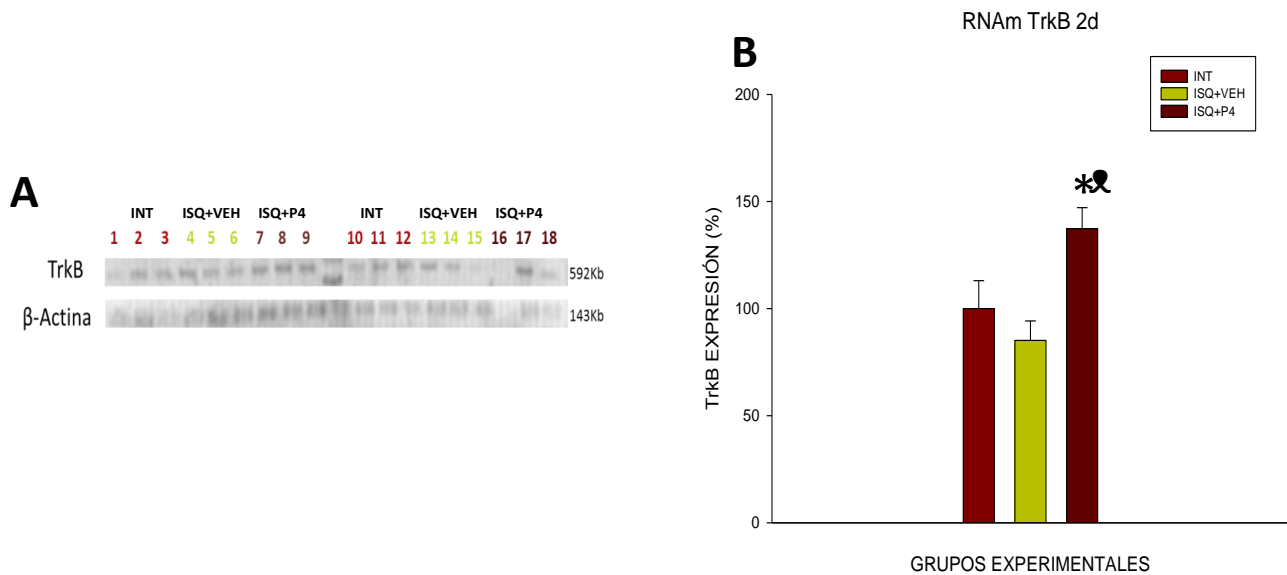 A
INT ISQ+VEH ISQ+P4 INT ISQ+VEH ISQ+P4
1 2 3 4 5 6 7 8 9 10 11 12 13 14 15 16 17 18
TrkB 592Kb
β-Actina 143Kb
RNAm TrkB 2d
B
INT
ISQ+VEH
ISQ+P4
200
150
100
50
0
*
TrkB EXPRESIÓN (%)
GRUPOS EXPERIMENTALES